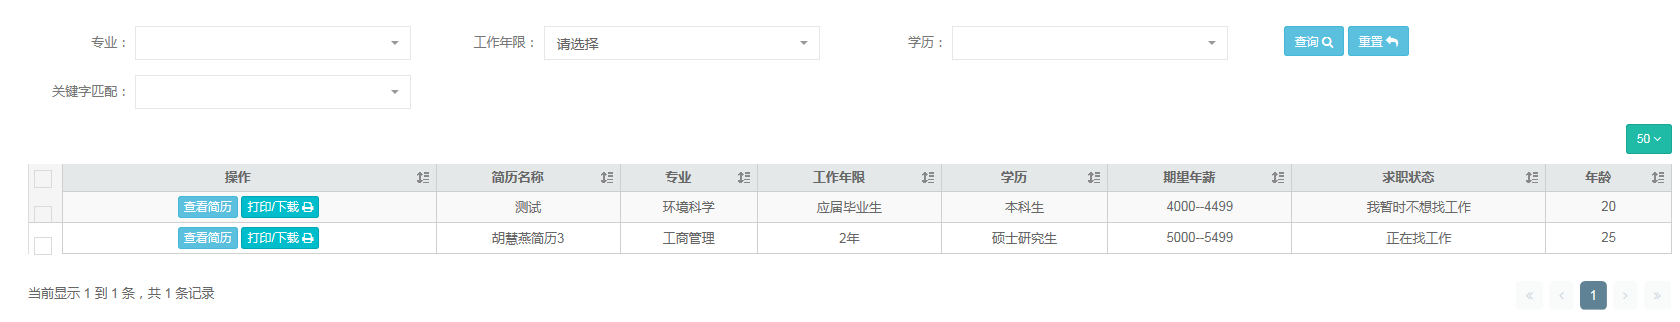 专业： 工作年限： 请选择 学历： 查询 重置
关键字匹配：
50
操作 简历名称 专业 工作年限 学历 期望年薪 求职状态 年龄
查看简历 打印/下载 测试 环境科学 应届毕业生 本科生 4000--4499 我暂时不想找工作 20
查看简历 打印/下载 胡慧燕简历3 工商管理 2年 硕士研究生 5000--5499 正在找工作 25
当前显示 1 到 1 条，共 1 条记录 « ‹ 1 › »